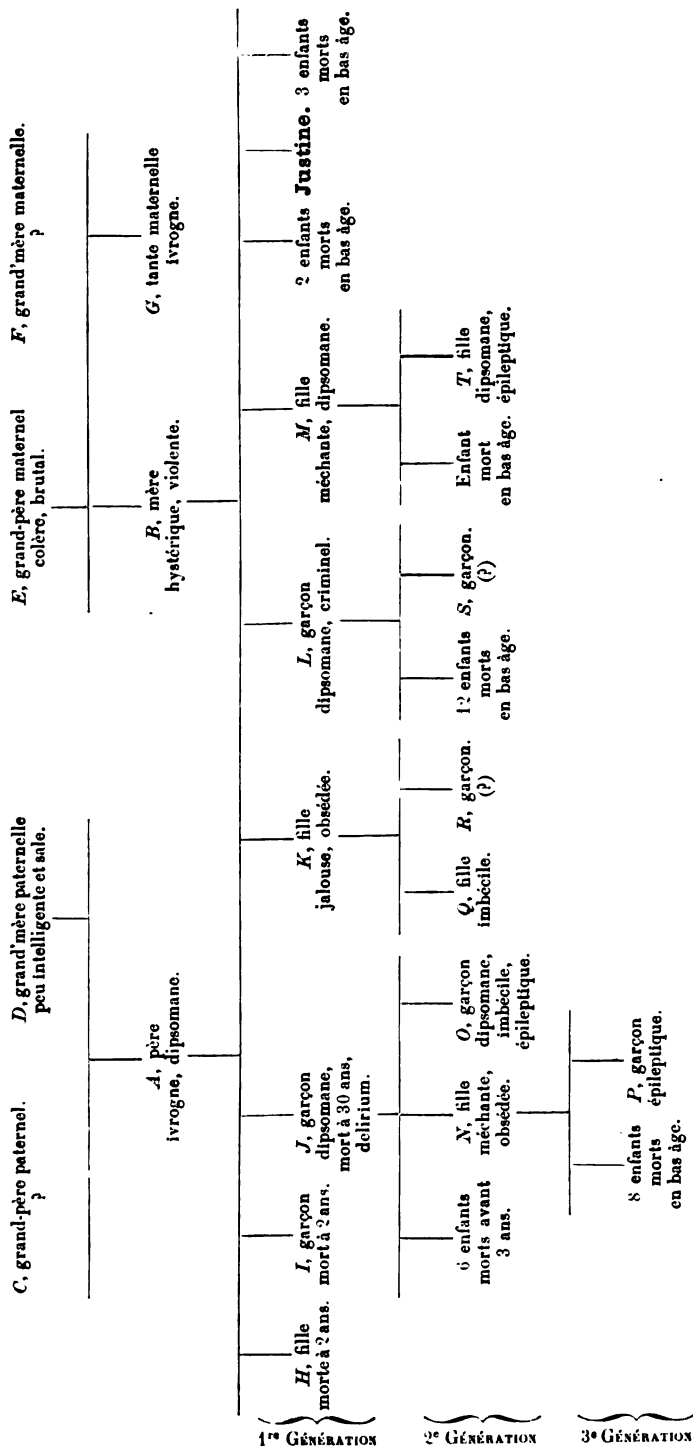 C, grand-père paternel.
?
D, grand'mère paternelle
peu intelligente et sale.
E, grand-père maternel
colère, brutal.
F, grand'mère maternelle.
?
A, père
ivrogne, dipsomane.
B, mère
hystérique, violente.
G, tante maternelle
ivrogne.
1re GÉNÉRATION
H, fille
morte à 2 ans.
I, garçon
mort à 2 ans.
J, garçon
dipsomane,
mort à 30 ans,
delirium.
K, fille
jalouse, obsédée.
L, garçon
dipsomane, criminel.
M, fille
méchante, dipsomane.
2 enfants
morts
en bas âge.
Justine.
3 enfants
morts
en bas âge.
2e GÉNÉRATION
6 enfants
morts avant
3 ans.
N, fille
méchante,
obsédée.
O, garçon
dipsomane,
imbécile,
épileptique.
Q, fille
imbécile.
R, garçon.
(?)
12 enfants
morts
en bas âge.
S, garçon.
(?)
Enfant
mort
en bas âge.
T, fille
dipsomane,
épileptique.
3e GÉNÉRATION
8 enfants
morts
en bas âge.
P, garçon
épileptique.